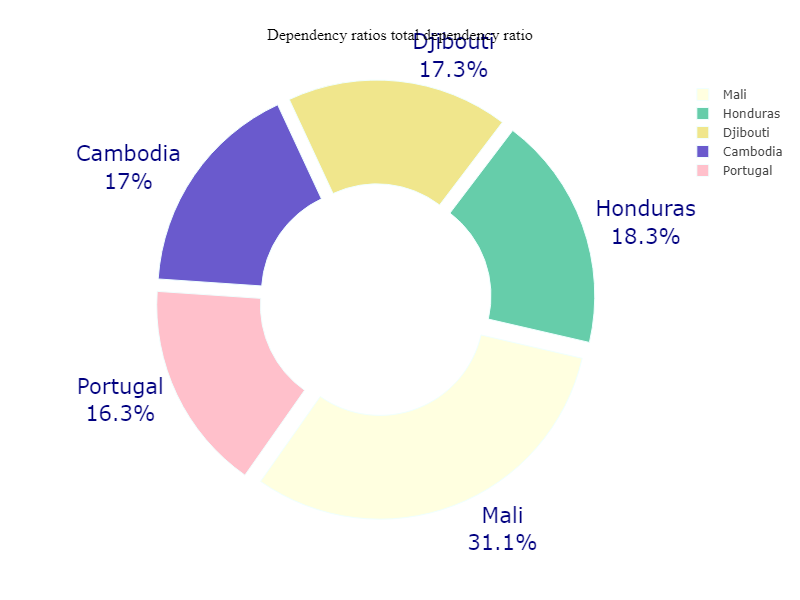 Dependency ratios total dependency ratio
Djibouti
17.3%
Mali
Honduras
Djibouti
Cambodia
Portugal
Cambodia
17%
Honduras
18.3%
Portugal
16.3%
Mali
31.1%